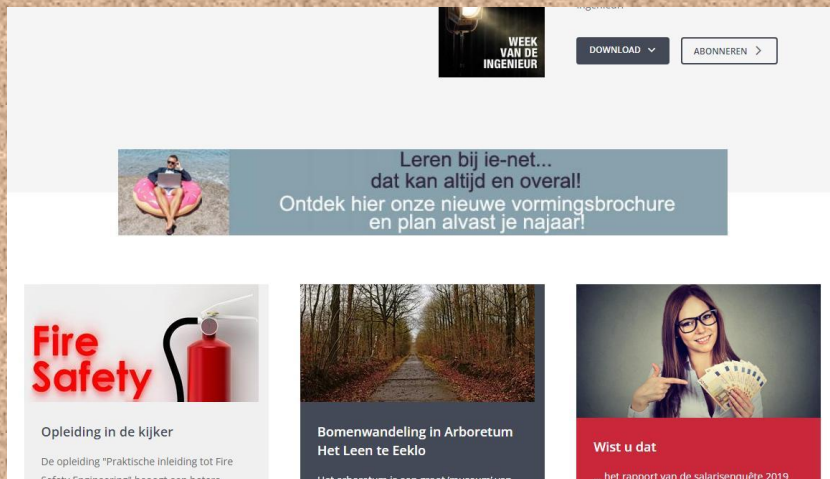 WEEK
VAN DE
INGENIEUR
DOWNLOAD
ABONNEREN
Leren bij ie-net...
dat kan altijd en overal!
Ontdek hier onze nieuwe vormingsbrochure
en plan alvast je najaar!
Fire
Safety
Opleiding in de kijker
De opleiding "Praktische inleiding tot Fire
Bomenwandeling in Arboretum
Het Leen te Eeklo
Wist u dat
... het rapport van de salarisenquête 2019